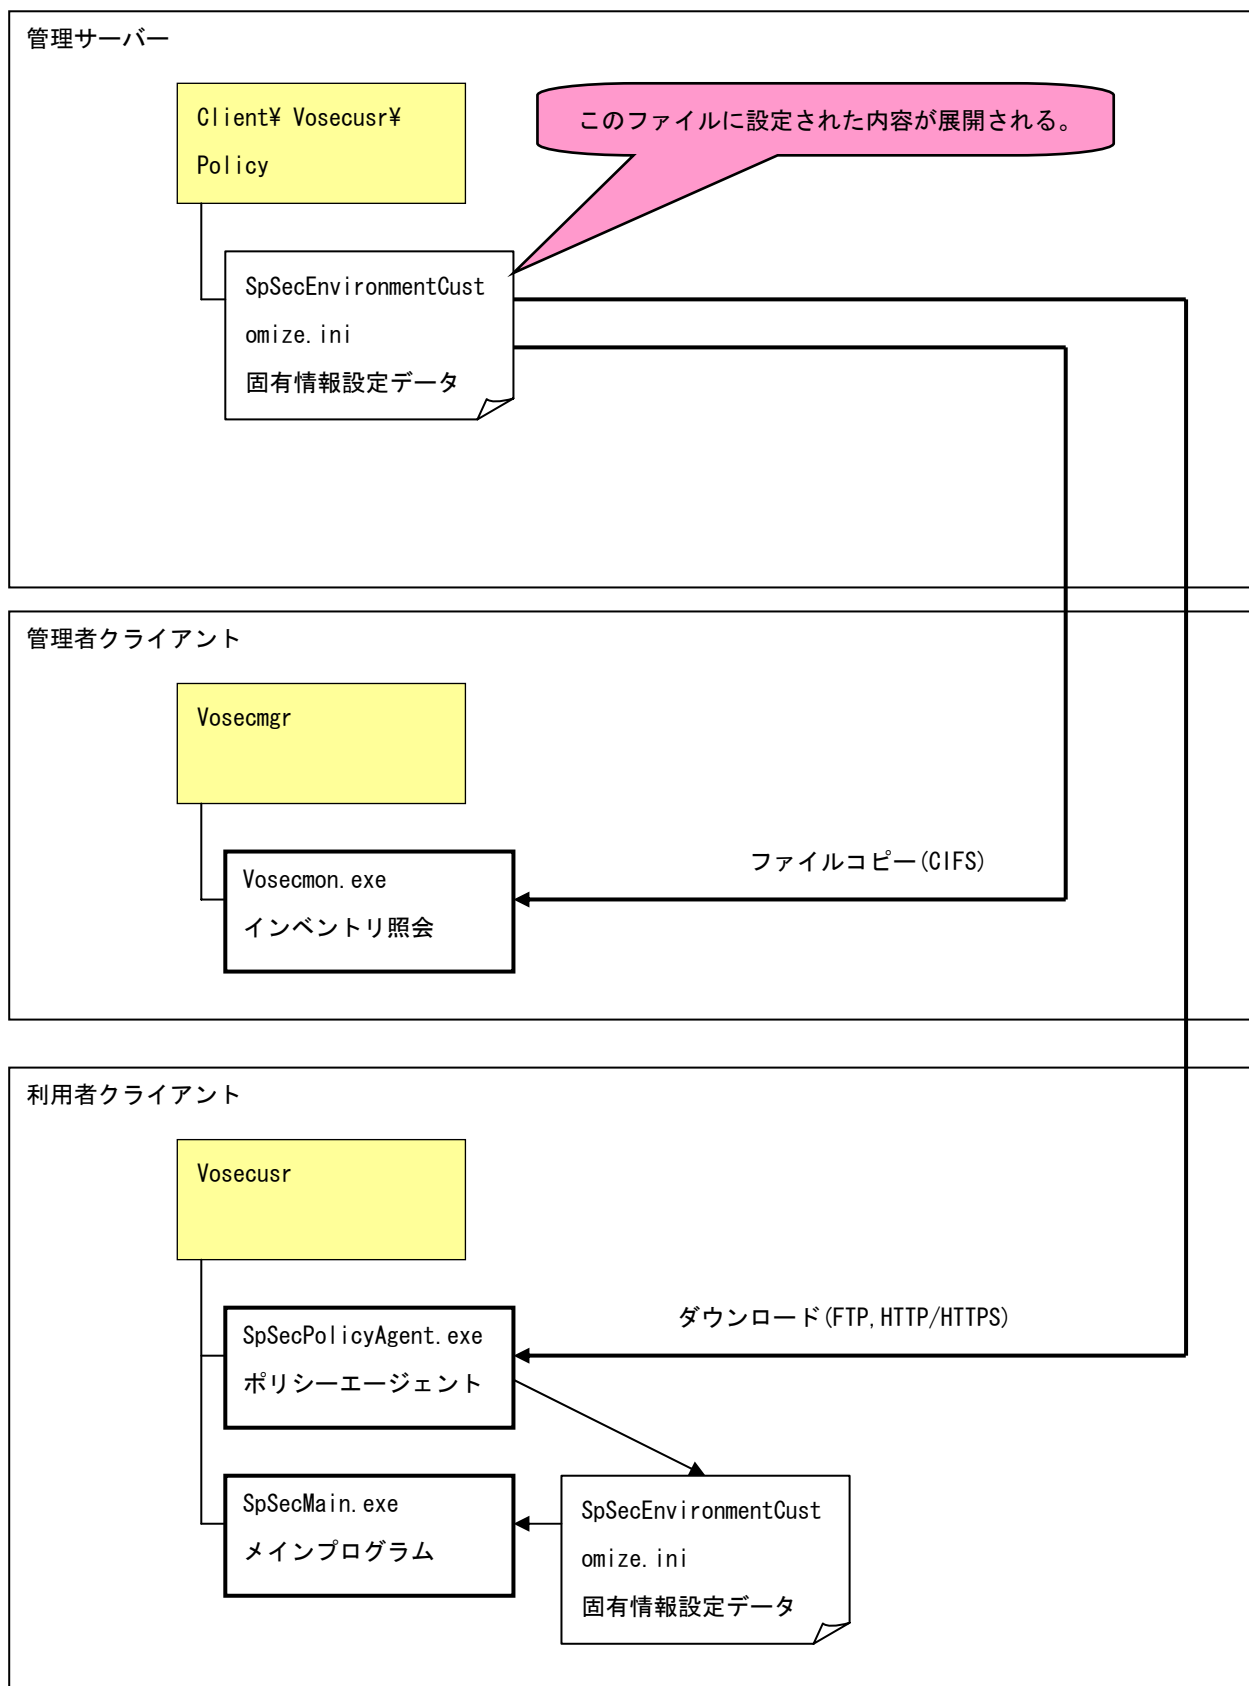 管理サーバー
Client¥ Vosecusr¥
Policy
このファイルに設定された内容が展開される。
SpSecEnvironmentCust
omize.ini
固有情報設定データ
管理者クライアント
Vosecmgr
Vosecmon.exe
インベントリ照会
ファイルコピー(CIFS)
利用者クライアント
Vosecusr
SpSecPolicyAgent.exe
ポリシーエージェント
ダウンロード(FTP,HTTP/HTTPS)
SpSecMain.exe
メインプログラム
SpSecEnvironmentCust
omize.ini
固有情報設定データ